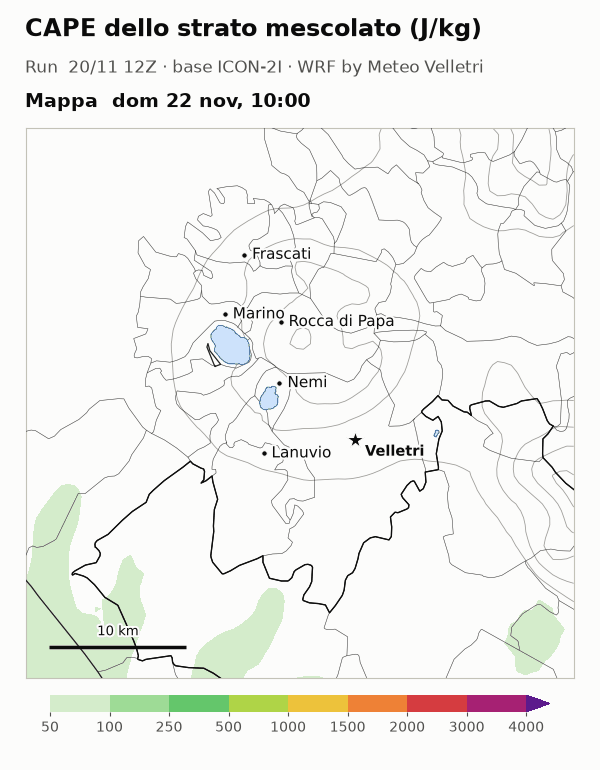 CAPE dello strato mescolato (J/kg)
Run  20/11 12Z · base ICON-2I · WRF by Meteo Velletri
Mappa  dom 22 nov, 10:00
Frascati
Marino
Rocca di Papa
Nemi
Velletri
Lanuvio
10 km
50 100 250 500 1000 1500 2000 3000 4000